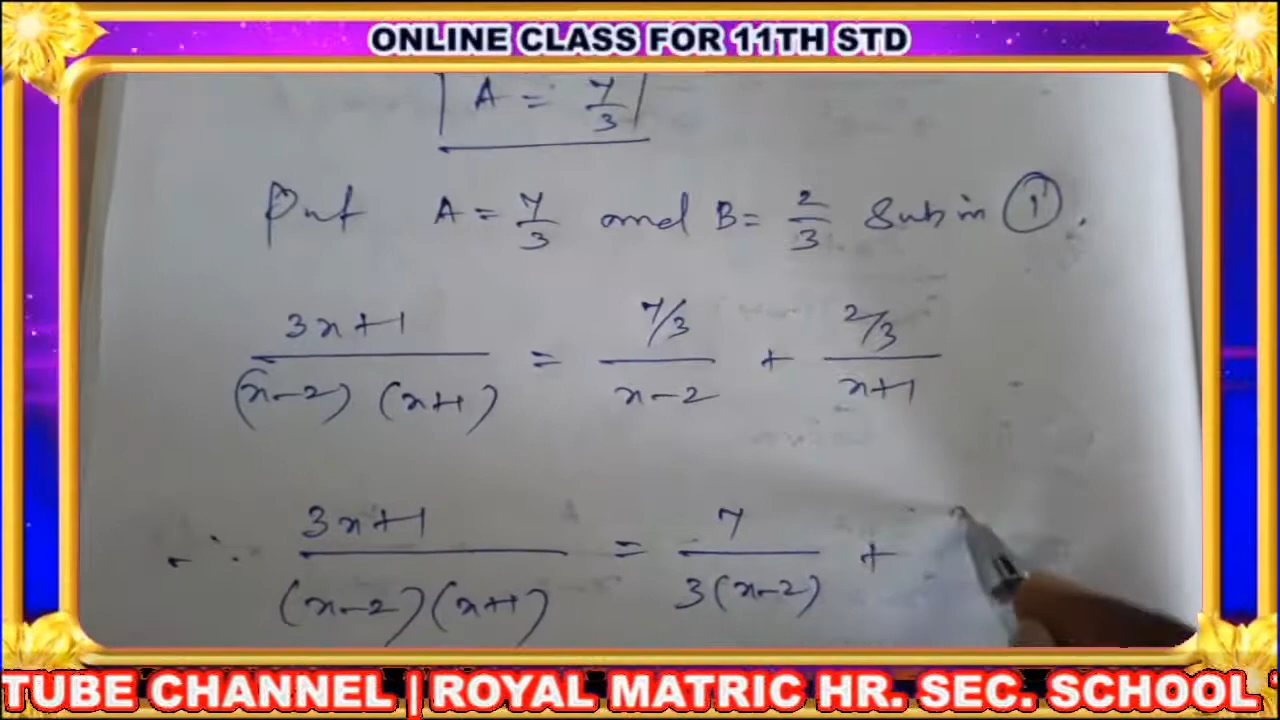 ONLINE CLASS FOR 11TH STD
A = 7/3
Put A = 7/3 and B = 2/3 Sub in ①.
3x+1 / (x-2) (x+1) = 7/3 / x-2 + 2/3 / x+1
∴ 3x+1 / (x-2)(x+1) = 7 / 3(x-2) +
TUBE CHANNEL | ROYAL MATRIC HR. SEC. SCHOOL